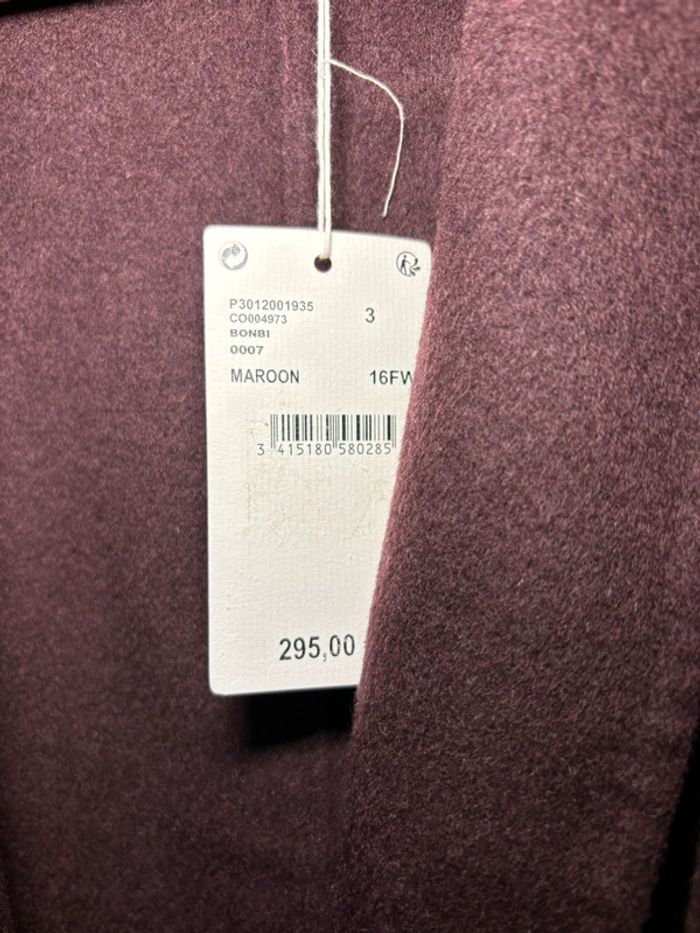 P3012001935
CO004973
3
BONBI
0007
MAROON 16FW
3 415180 580285
295,00